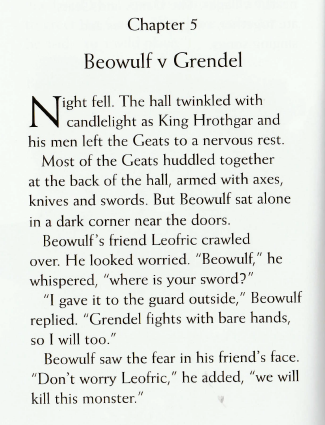 Chapter 5
Beowulf v Grendel
Night fell. The hall twinkled with
candlelight as King Hrothgar and
his men left the Geats to a nervous rest.
Most of the Geats huddled together
at the back of the hall, armed with axes,
knives and swords. But Beowulf sat alone
in a dark corner near the doors.
Beowulf's friend Leofric crawled
over. He looked worried. "Beowulf," he
whispered, "where is your sword?"
"I gave it to the guard outside," Beowulf
replied. "Grendel fights with bare hands,
so I will too."
Beowulf saw the fear in his friend's face.
"Don't worry Leofric," he added, "we will
kill this monster."